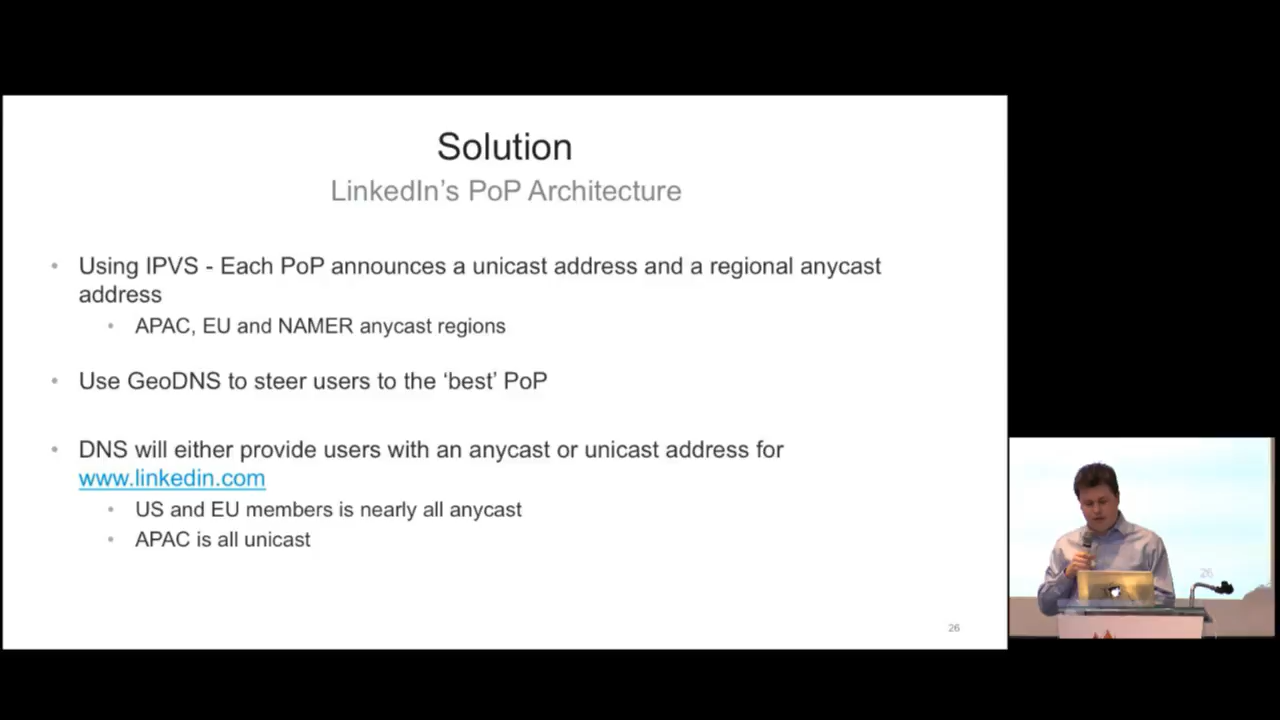 Solution
LinkedIn's PoP Architecture
• Using IPVS - Each PoP announces a unicast address and a regional anycast
address
• APAC, EU and NAMER anycast regions
• Use GeoDNS to steer users to the ‘best’ PoP
• DNS will either provide users with an anycast or unicast address for
www.linkedin.com
• US and EU members is nearly all anycast
• APAC is all unicast
26
26